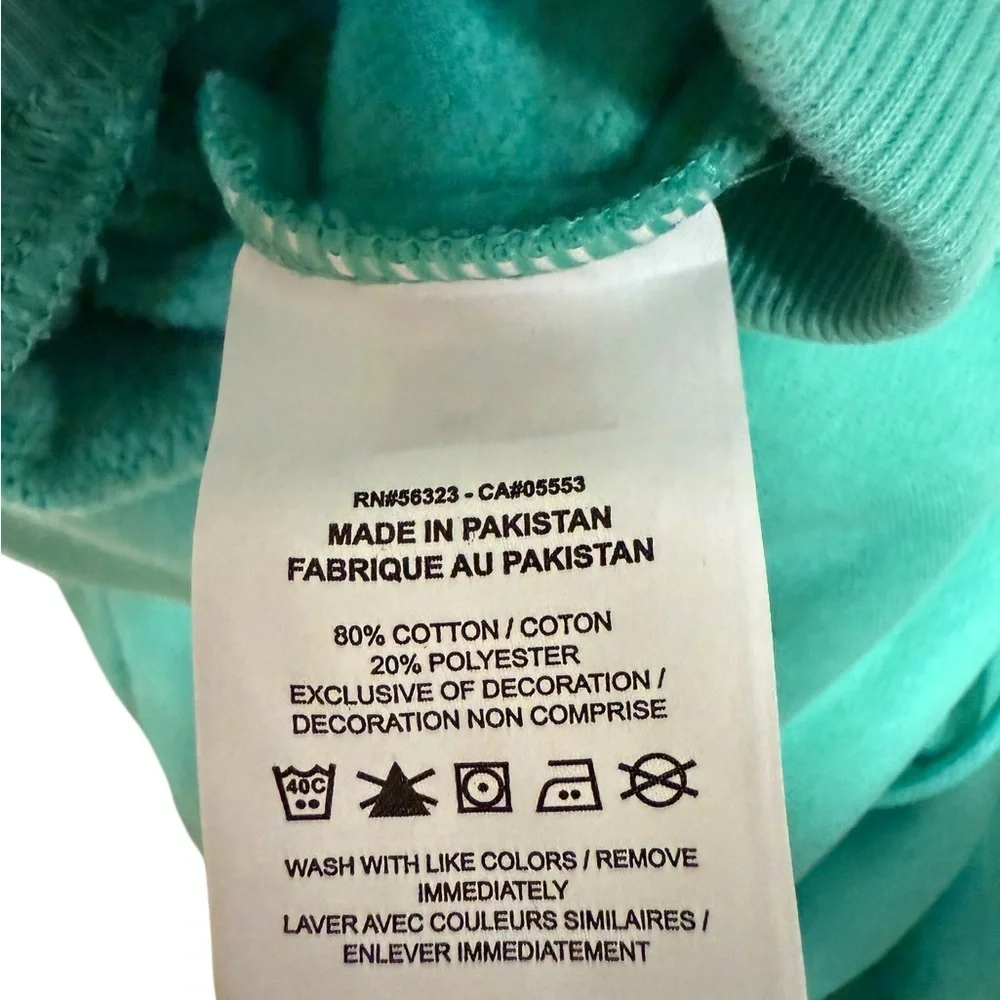 RN#56323 - CA#05553
MADE IN PAKISTAN
FABRIQUE AU PAKISTAN
80% COTTON / COTON
20% POLYESTER
EXCLUSIVE OF DECORATION /
DECORATION NON COMPRISE
40C
WASH WITH LIKE COLORS / REMOVE
IMMEDIATELY
LAVER AVEC COULEURS SIMILAIRES /
ENLEVER IMMEDIATEMENT